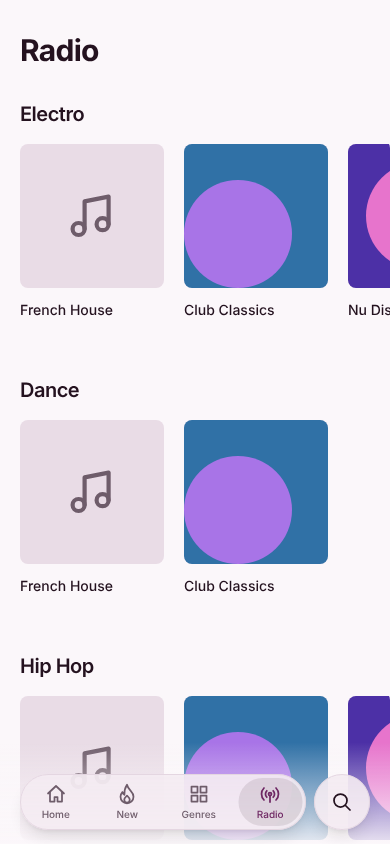 Radio
Electro
French House
Club Classics
Nu Dis
Dance
French House
Club Classics
Hip Hop
Home
New
Genres
Radio